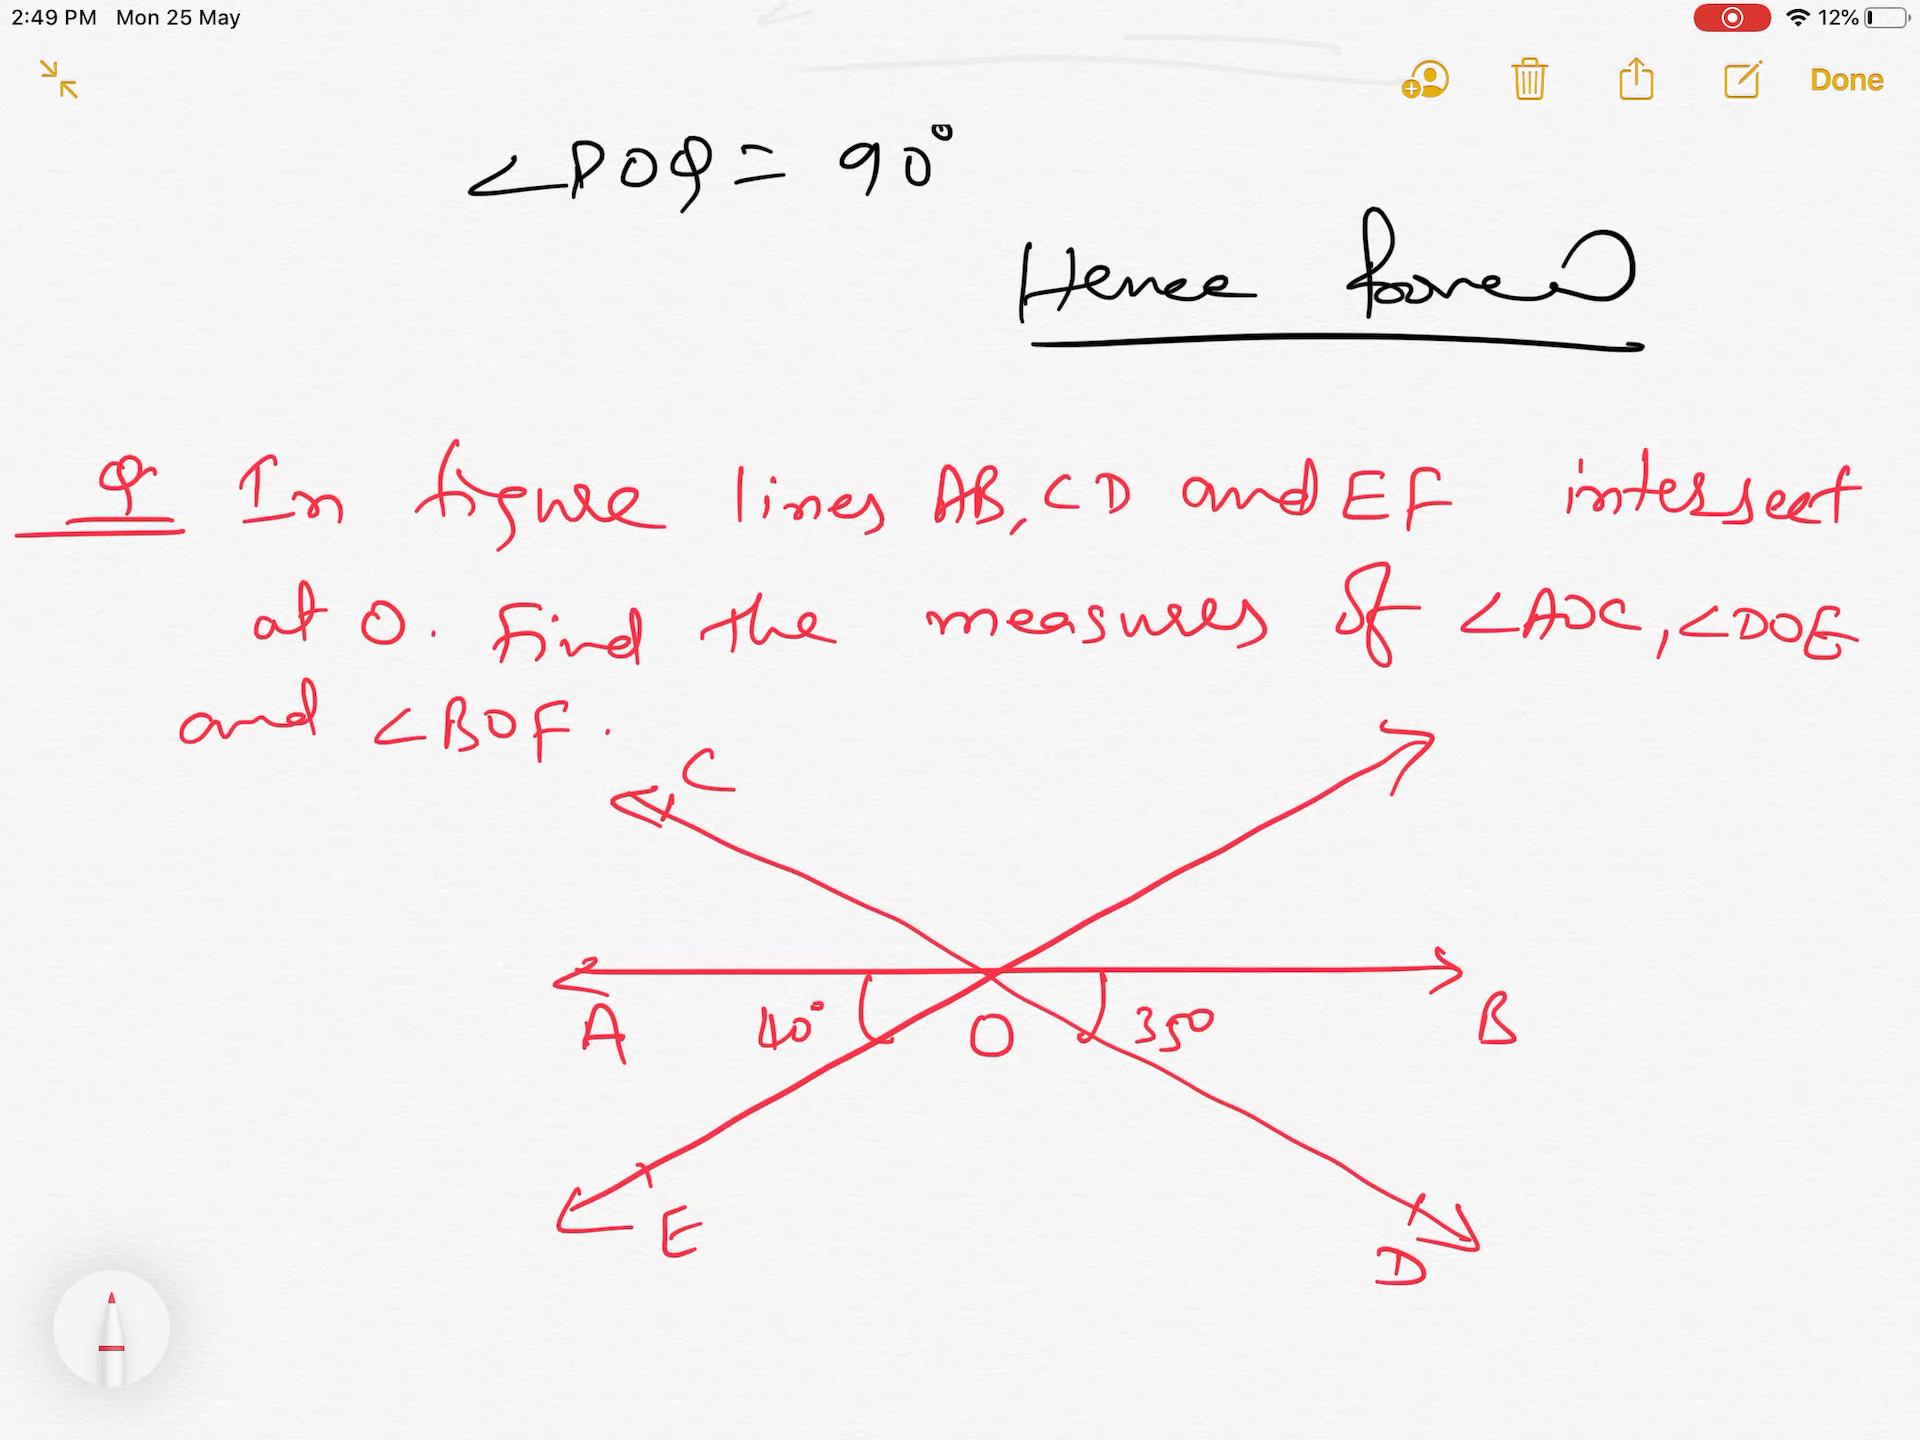 2:49 PM Mon 25 May
12%
Done
∠POQ = 90°
Hence Proved
Q In figure lines AB, CD and EF intersect
at O. Find the measures of ∠AOC, ∠DOE
and ∠BOF.
C
A 40° O 35° B
E
D